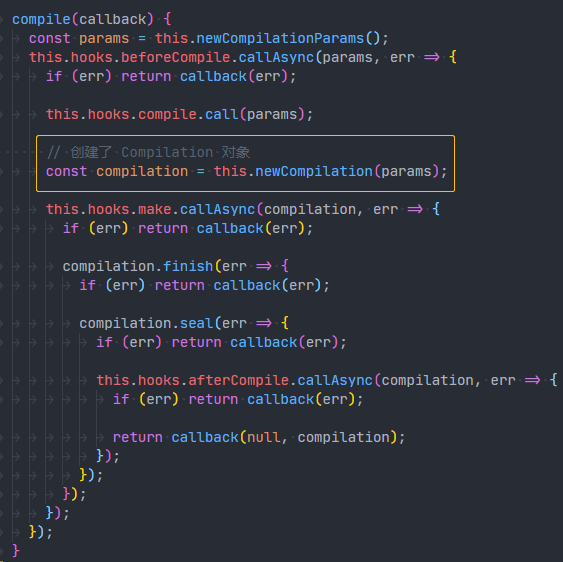 compile(callback) {
const params = this.newCompilationParams();
this.hooks.beforeCompile.callAsync(params, err => {
if (err) return callback(err);
this.hooks.compile.call(params);
// 创建了 Compilation 对象
const compilation = this.newCompilation(params);
this.hooks.make.callAsync(compilation, err => {
if (err) return callback(err);
compilation.finish(err => {
if (err) return callback(err);
compilation.seal(err => {
if (err) return callback(err);
this.hooks.afterCompile.callAsync(compilation, err => {
if (err) return callback(err);
return callback(null, compilation);
});
});
});
});
});
}